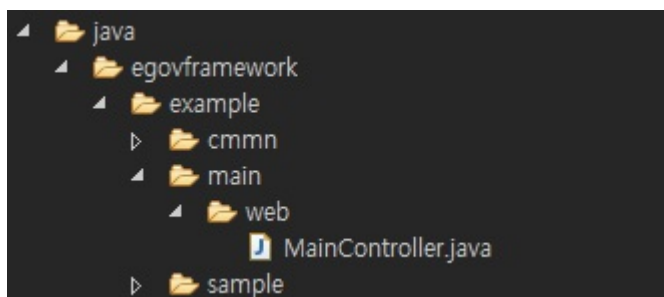 java
egovframework
example
cmmn
main
web
MainController.java
sample